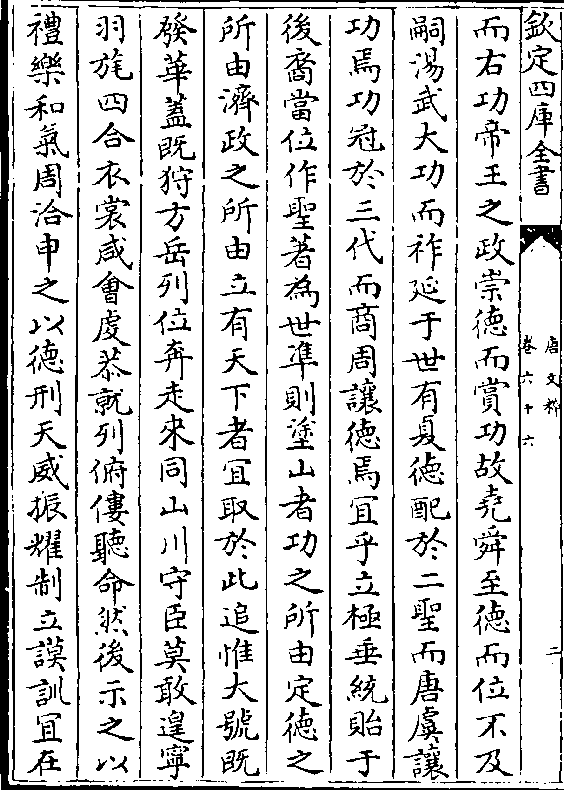 欽定四庫全書
唐文粹
卷六十六
二
而右功帝王之政崇德而賞功故堯舜至德而位不及
嗣湯武大功而祚延于世有夏德配於二聖而唐虞讓
功焉功冠於三代而商周讓德焉宜乎立極垂統貽于
後裔當位作聖著為世準則塗山者功之所由定德之
所由濟政之所由立有天下者宜取於此追惟大號既
發華蓋既狩方岳列位奔走來同山川守臣莫敢遑寧
羽旄四合衣裳咸會虔恭就列俯僂聽命然後示之以
禮樂和氣周洽申之以德刑天威振耀制立謨訓宜在